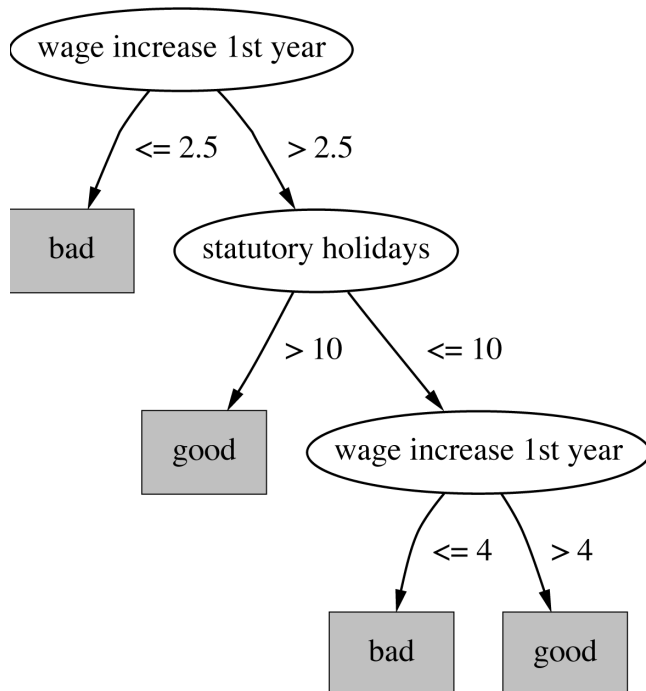 wage increase 1st year
<= 2.5
> 2.5
bad
statutory holidays
> 10
<= 10
good
wage increase 1st year
<= 4
> 4
bad
good